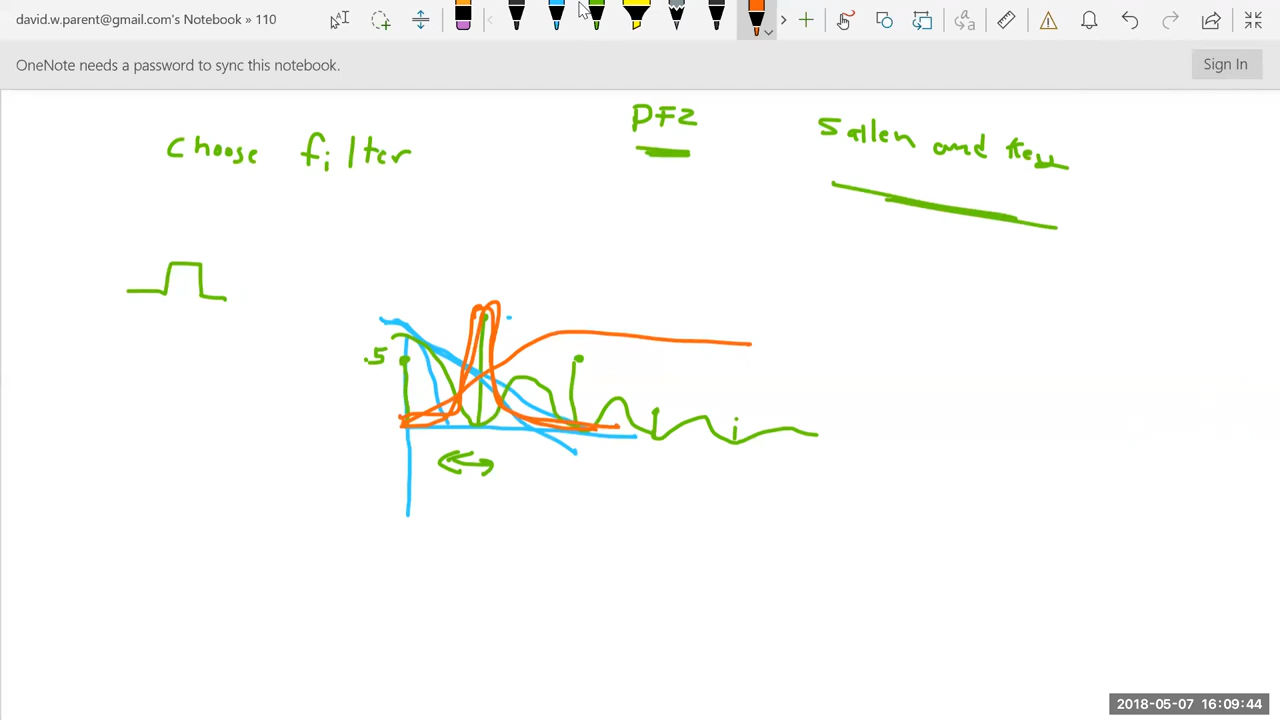 david.w.parent@gmail.com's Notebook » 110
OneNote needs a password to sync this notebook.
Sign In
Choose filter
DF2
Sallen and Key
.5
2018-05-07 16:09:44